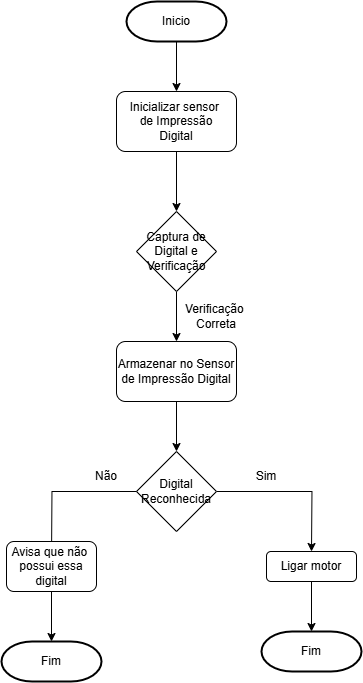 Inicio
Inicializar sensor
de Impressão
Digital
Captura de
Digital e
Verificação
Verificação
Correta
Armazenar no Sensor
de Impressão Digital
Não
Digital
Reconhecida
Sim
Avisa que não
possui essa
digital
Ligar motor
Fim
Fim